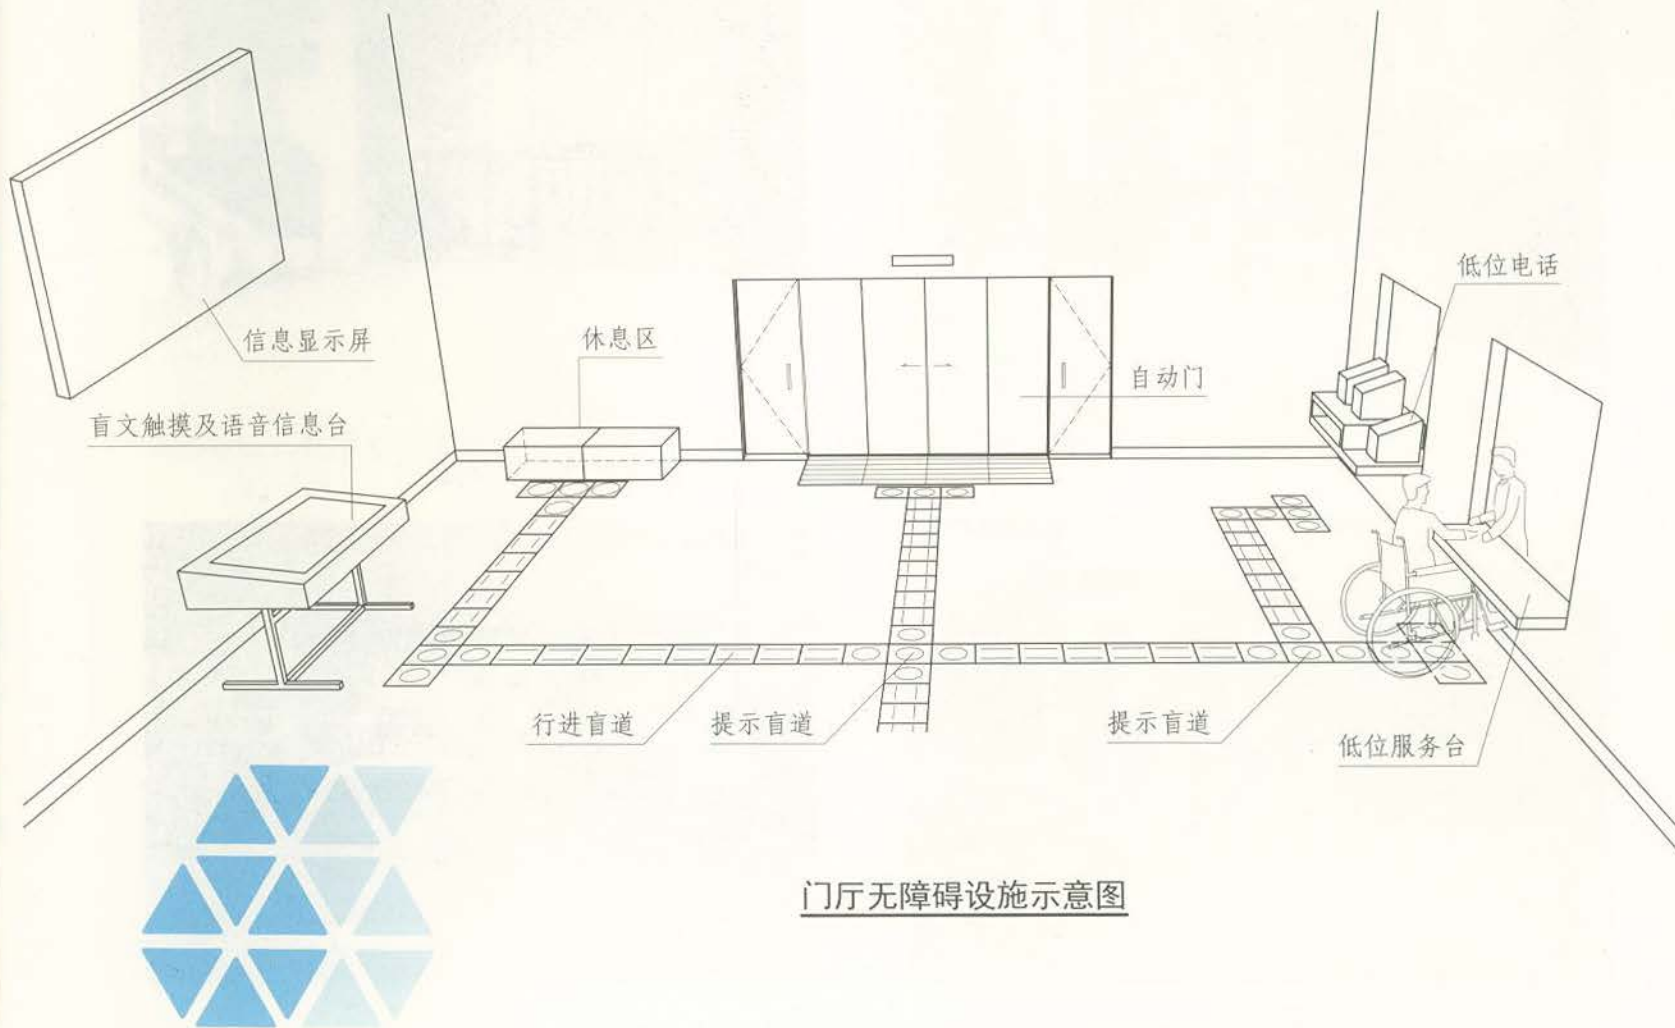 低位电话
信息显示屏
休息区
自动门
盲文触摸及语音信息台
行进盲道
提示盲道
提示盲道
低位服务台
门厅无障碍设施示意图